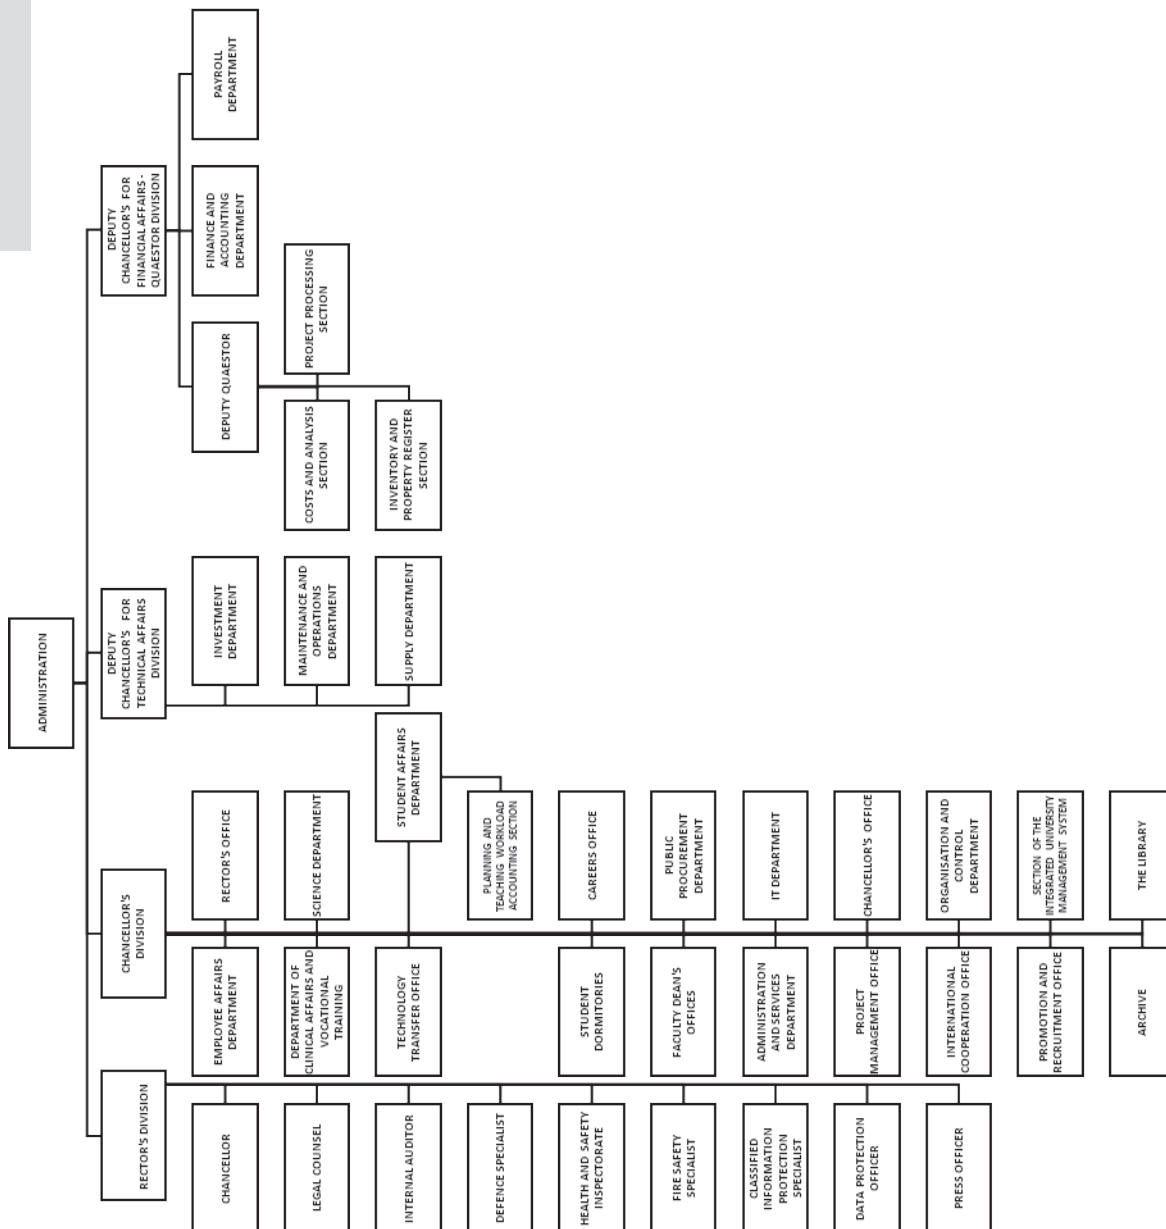 ADMINISTRATION
RECTOR'S DIVISION
CHANCELLOR'S
DIVISION
DEPUTY
CHANCELLOR'S FOR
TECHNICAL AFFAIRS
DIVISION
DEPUTY
CHANCELLOR'S FOR
FINANCIAL AFFAIRS -
QUAESTOR DIVISION
CHANCELLOR
LEGAL COUNSEL
INTERNAL AUDITOR
DEFENCE SPECIALIST
HEALTH AND SAFETY
INSPECTORATE
FIRE SAFETY
SPECIALIST
CLASSIFIED
INFORMATION
PROTECTION
SPECIALIST
DATA PROTECTION
OFFICER
PRESS OFFICER
EMPLOYEE AFFAIRS
DEPARTMENT
RECTOR'S OFFICE
DEPARTMENT OF
CLINICAL AFFAIRS AND
VOCATIONAL
TRAINING
SCIENCE DEPARTMENT
TECHNOLOGY
TRANSFER OFFICE
STUDENT AFFAIRS
DEPARTMENT
PLANNING AND
TEACHING WORKLOAD
ACCOUNTING SECTION
STUDENT
DORMITORIES
CAREERS OFFICE
FACULTY DEAN'S
OFFICES
PUBLIC
PROCUREMENT
DEPARTMENT
ADMINISTRATION
AND SERVICES
DEPARTMENT
IT DEPARTMENT
PROJECT
MANAGEMENT OFFICE
CHANCELLOR'S OFFICE
INTERNATIONAL
COOPERATION OFFICE
ORGANISATION AND
CONTROL
DEPARTMENT
PROMOTION AND
RECRUITMENT OFFICE
SECTION OF THE
INTEGRATED UNIVERSITY
MANAGEMENT SYSTEM
ARCHIVE
THE LIBRARY
INVESTMENT
DEPARTMENT
MAINTENANCE AND
OPERATIONS
DEPARTMENT
SUPPLY DEPARTMENT
DEPUTY QUAESTOR
FINANCE AND
ACCOUNTING
DEPARTMENT
PAYROLL
DEPARTMENT
COSTS AND ANALYSIS
SECTION
PROJECT PROCESSING
SECTION
INVENTORY AND
PROPERTY REGISTER
SECTION